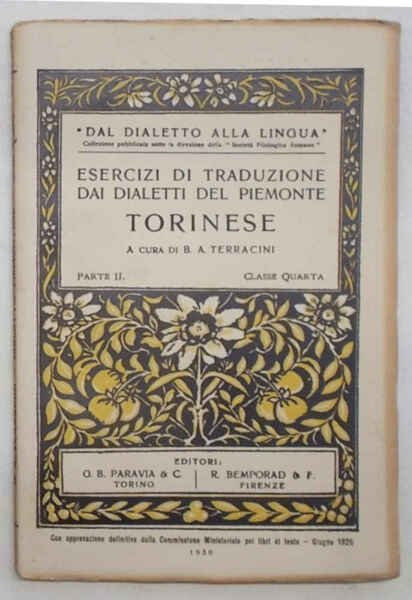 "DAL DIALETTO ALLA LINGUA"
Collezione pubblicata sotto la direzione della "Società Filologica Romana"
ESERCIZI DI TRADUZIONE
DAI DIALETTI DEL PIEMONTE
TORINESE
A CURA DI B. A. TERRACINI
PARTE II. CLASSE QUARTA
EDITORI:
G. B. PARAVIA & C. R. BEMPORAD & F.
TORINO FIRENZE
Con approvazione definitiva della Commissione Ministeriale pei libri di testo - Giugno 1926
1930